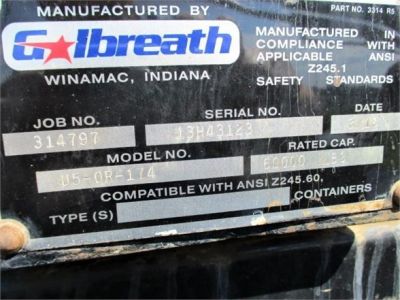 MANUFACTURED BY
PART NO. 3314 R5
Galbreath
WINAMAC, INDIANA
MANUFACTURED IN
COMPLIANCE WITH
APPLICABLE ANSI
Z245.1
SAFETY STANDARDS
JOB NO. SERIAL NO. DATE
314797 13H43123
MODEL NO. RATED CAP.
U5-OR-174 60000
COMPATIBLE WITH ANSI Z245.60, CONTAINERS
TYPE (S)